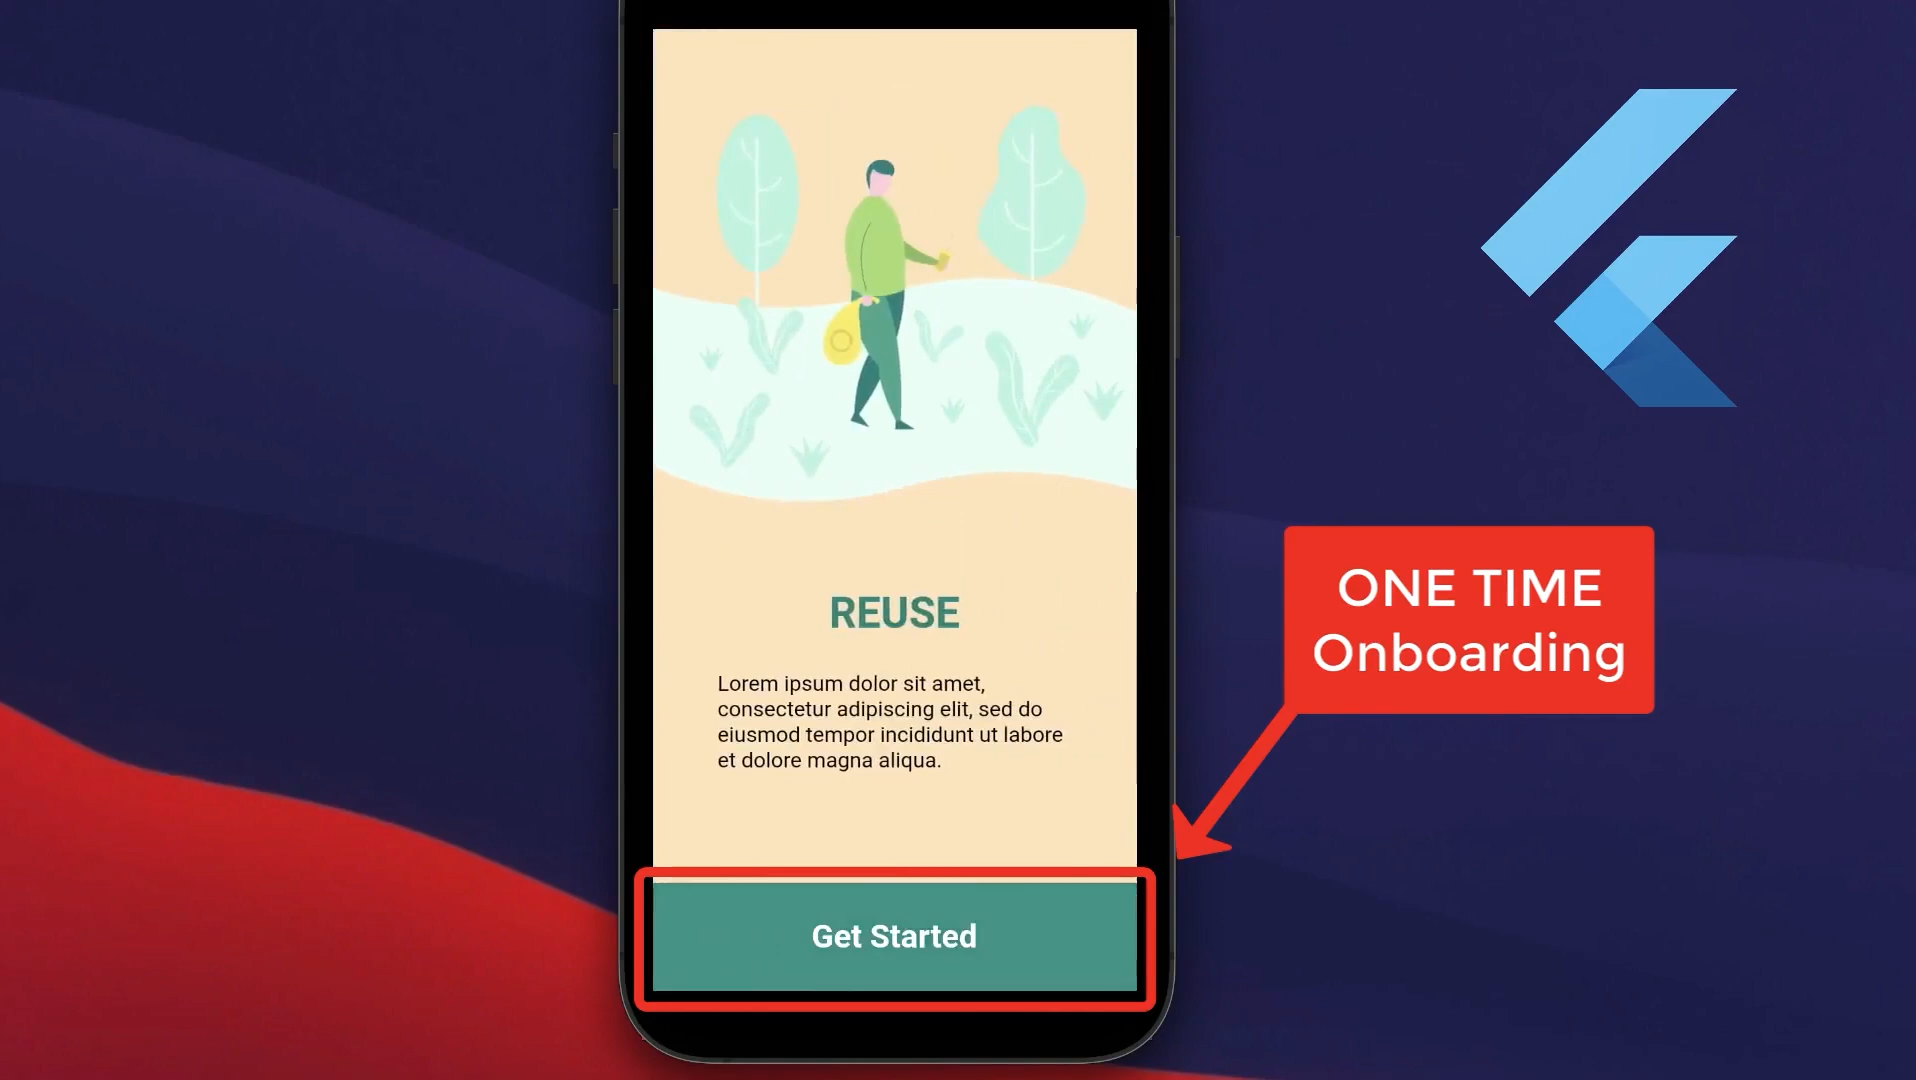 REUSE
Lorem ipsum dolor sit amet,
consectetur adipiscing elit, sed do
eiusmod tempor incididunt ut labore
et dolore magna aliqua.
Get Started
ONE TIME
Onboarding